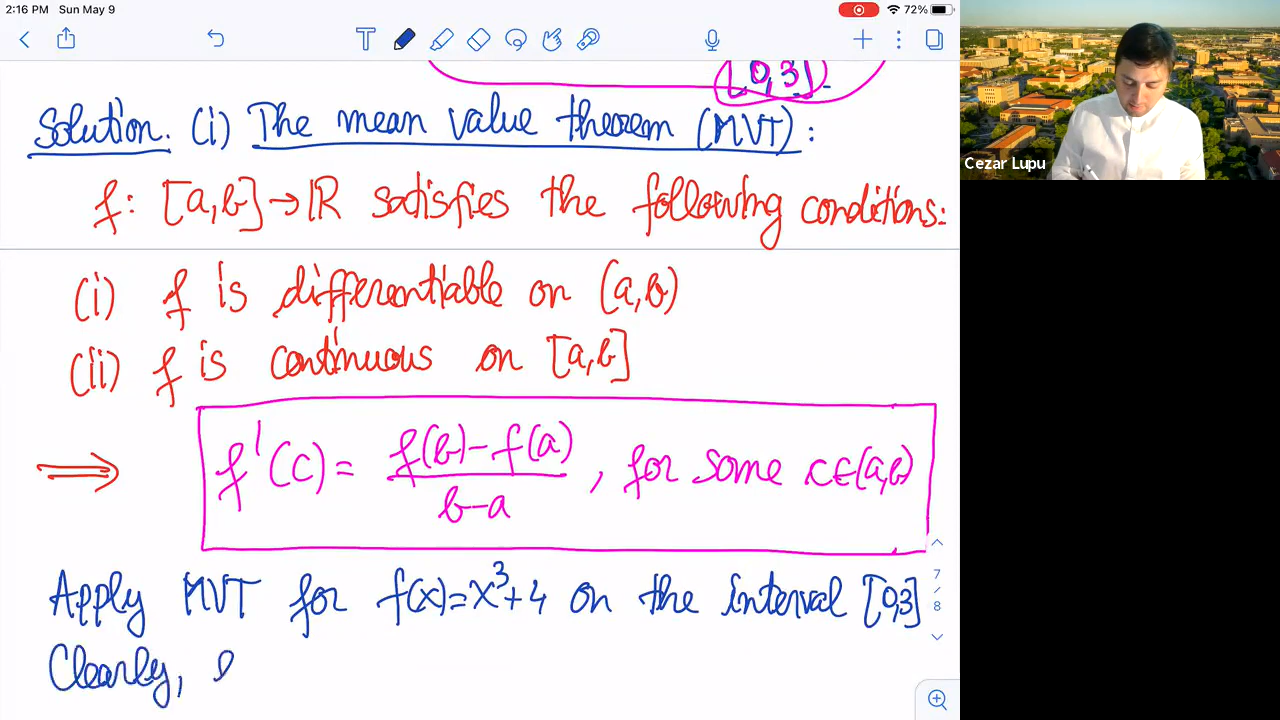 2:16 PM Sun May 9
72%
[0,3].
Solution. (i) The mean value theorem (MVT):
Cezar Lupu
f: [a,b]→ℝ satisfies the following conditions:
(i) f is differentiable on (a,b)
(ii) f is continuous on [a,b]
⟹ f'(c) = \frac{f(b)-f(a)}{b-a}, for some c∈(a,b)
Apply MVT for f(x)=x³+4 on the interval [0,3]
7
/
8
Clearly,